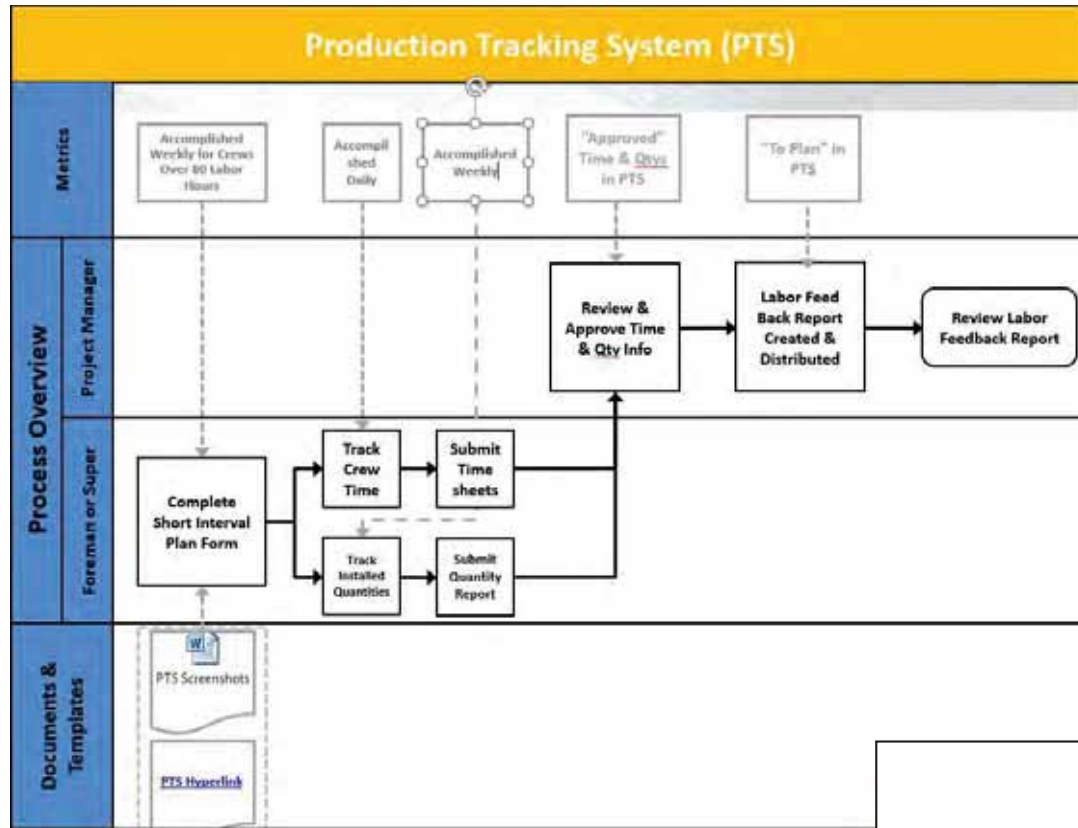 Production Tracking System (PTS)
Metrics
Accomplished
Weekly for Crews
Over 80 Labor
Hours
Accompli
shed
Daily
Accomplished
Weekly
"Approved"
Time & Qtys
in PTS
"To Plan" in
PTS
Process Overview
Project Manager
Review &
Approve Time
& Qty Info
Labor Feed
Back Report
Created &
Distributed
Review Labor
Feedback Report
Foreman or Super
Complete
Short Interval
Plan Form
Track
Crew
Time
Submit
Time
sheets
Track
Installed
Quantities
Submit
Quantity
Report
Documents &
Templates
W
PTS Screenshots
PTS Hyperlink